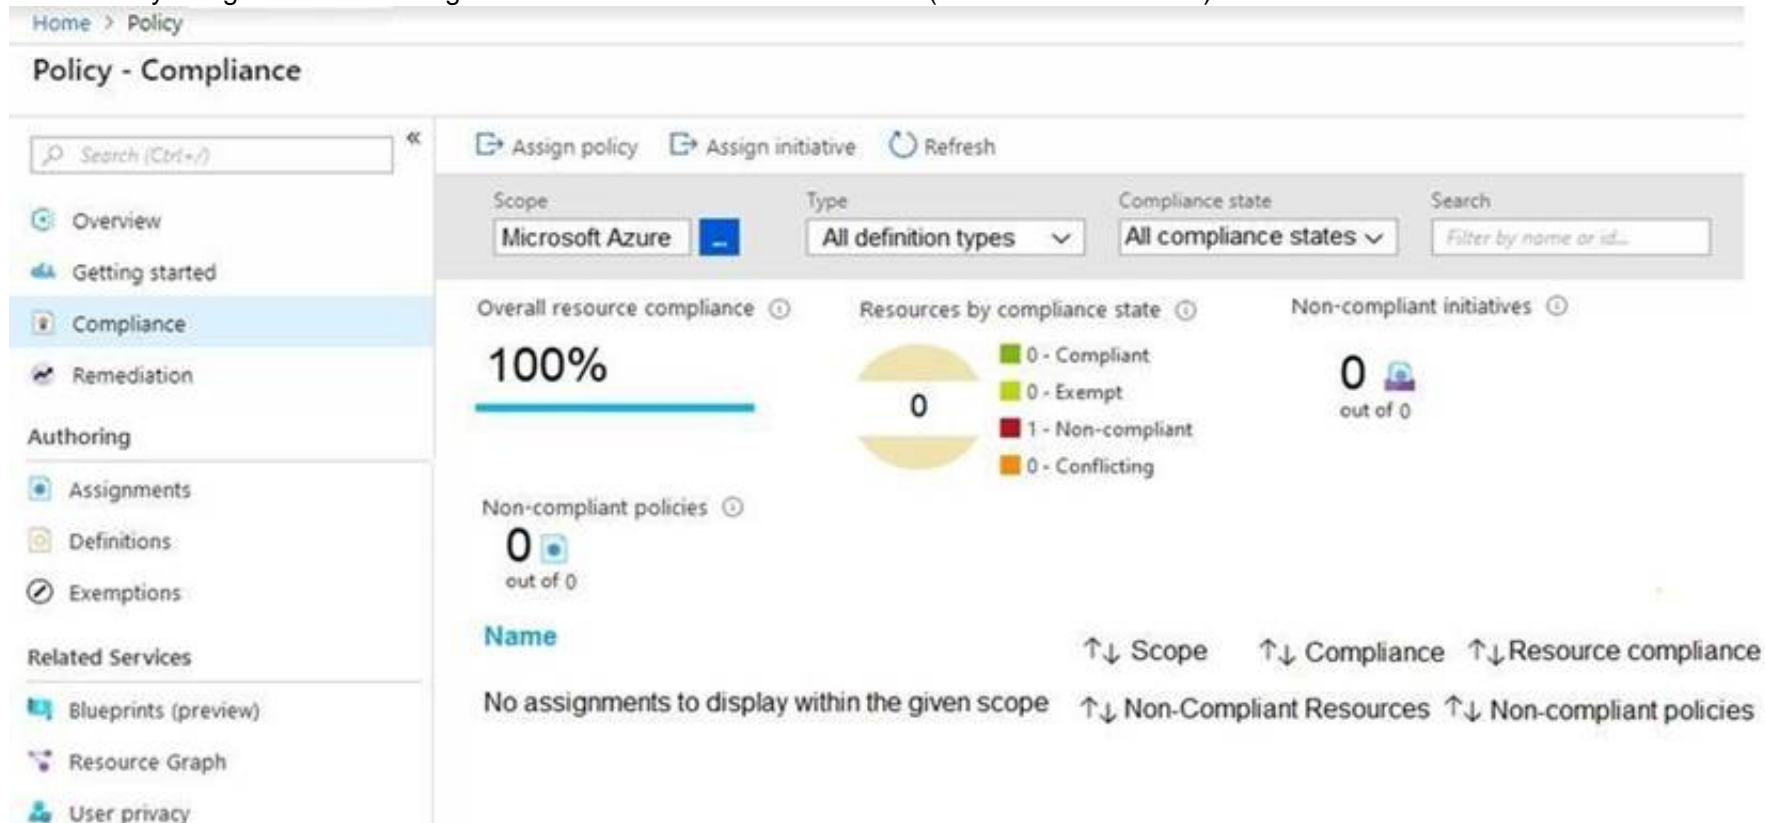 Home > Policy
Policy - Compliance
Search (Ctrl+/)
«
Assign policy Assign initiative Refresh
Overview
Getting started
Compliance
Remediation
Authoring
Assignments
Definitions
Exemptions
Related Services
Blueprints (preview)
Resource Graph
User privacy
Scope Type Compliance state Search
Microsoft Azure ... All definition types All compliance states Filter by name or id...
Overall resource compliance
100%
Resources by compliance state
0
0 - Compliant
0 - Exempt
1 - Non-compliant
0 - Conflicting
Non-compliant initiatives
0
out of 0
Non-compliant policies
0
out of 0
Name ↑↓ Scope ↑↓ Compliance ↑↓ Resource compliance
No assignments to display within the given scope ↑↓ Non-Compliant Resources ↑↓ Non-compliant policies